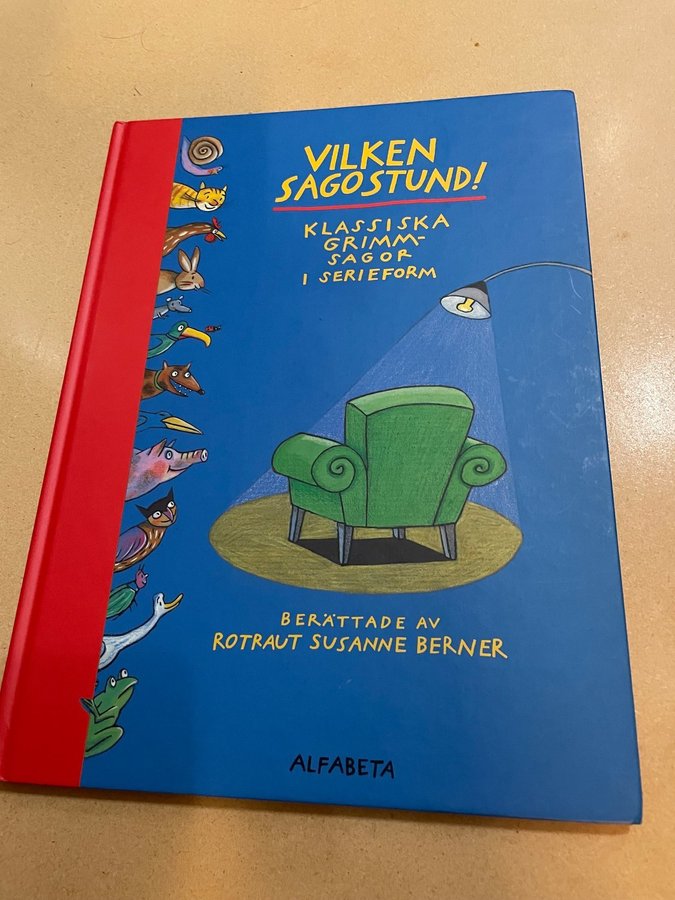 VILKEN
SAGOSTUND!
KLASSISKA
GRIMM-
SAGOR
I SERIEFORM
BERÄTTADE AV
ROTRAUT SUSANNE BERNER
ALFABETA